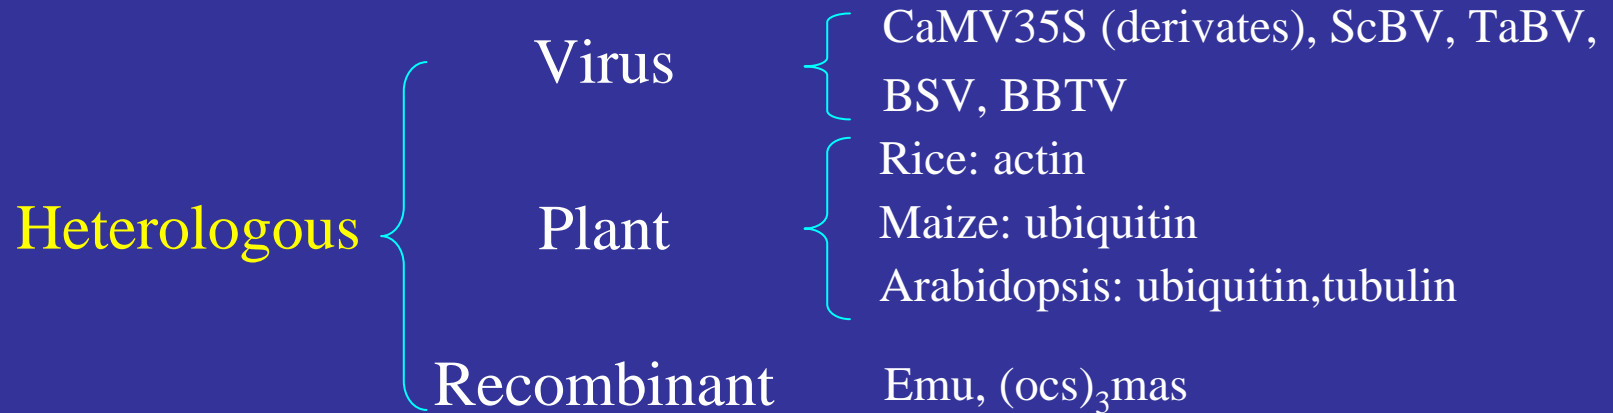 Heterologous
Virus
CaMV35S (derivates), ScBV, TaBV,
BSV, BBTV
Plant
Rice: actin
Maize: ubiquitin
Arabidopsis: ubiquitin,tubulin
Recombinant
Emu, (ocs)₃mas